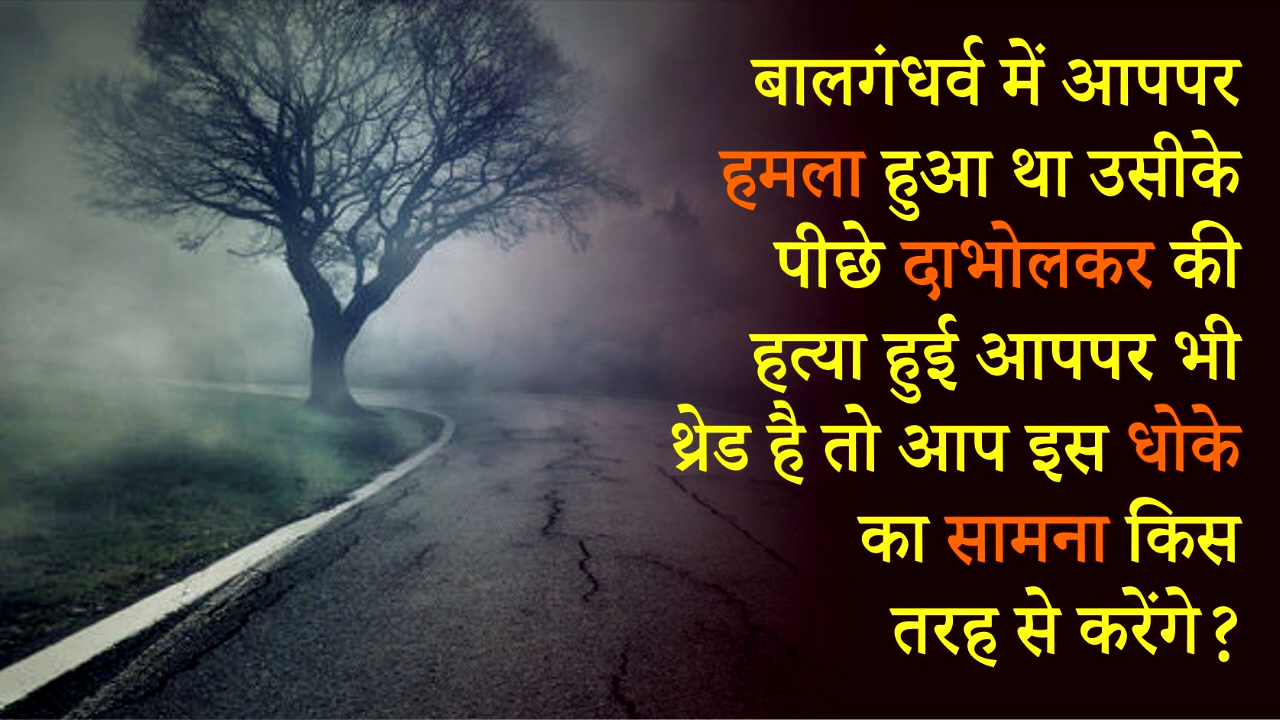 बालगंधर्व में आपपर
हमला हुआ था उसीके
पीछे दाभोलकर की
हत्या हुई आपपर भी
थ्रेड है तो आप इस धोके
का सामना किस
तरह से करेंगे?